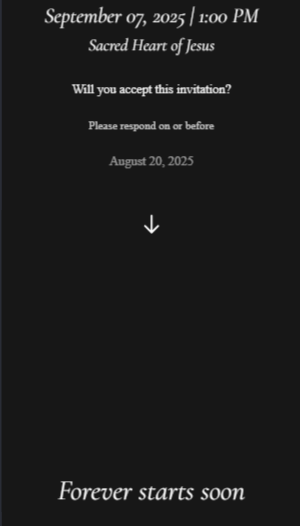 September 07, 2025 | 1:00 PM
Sacred Heart of Jesus
Will you accept this invitation?
Please respond on or before
August 20, 2025
Forever starts soon